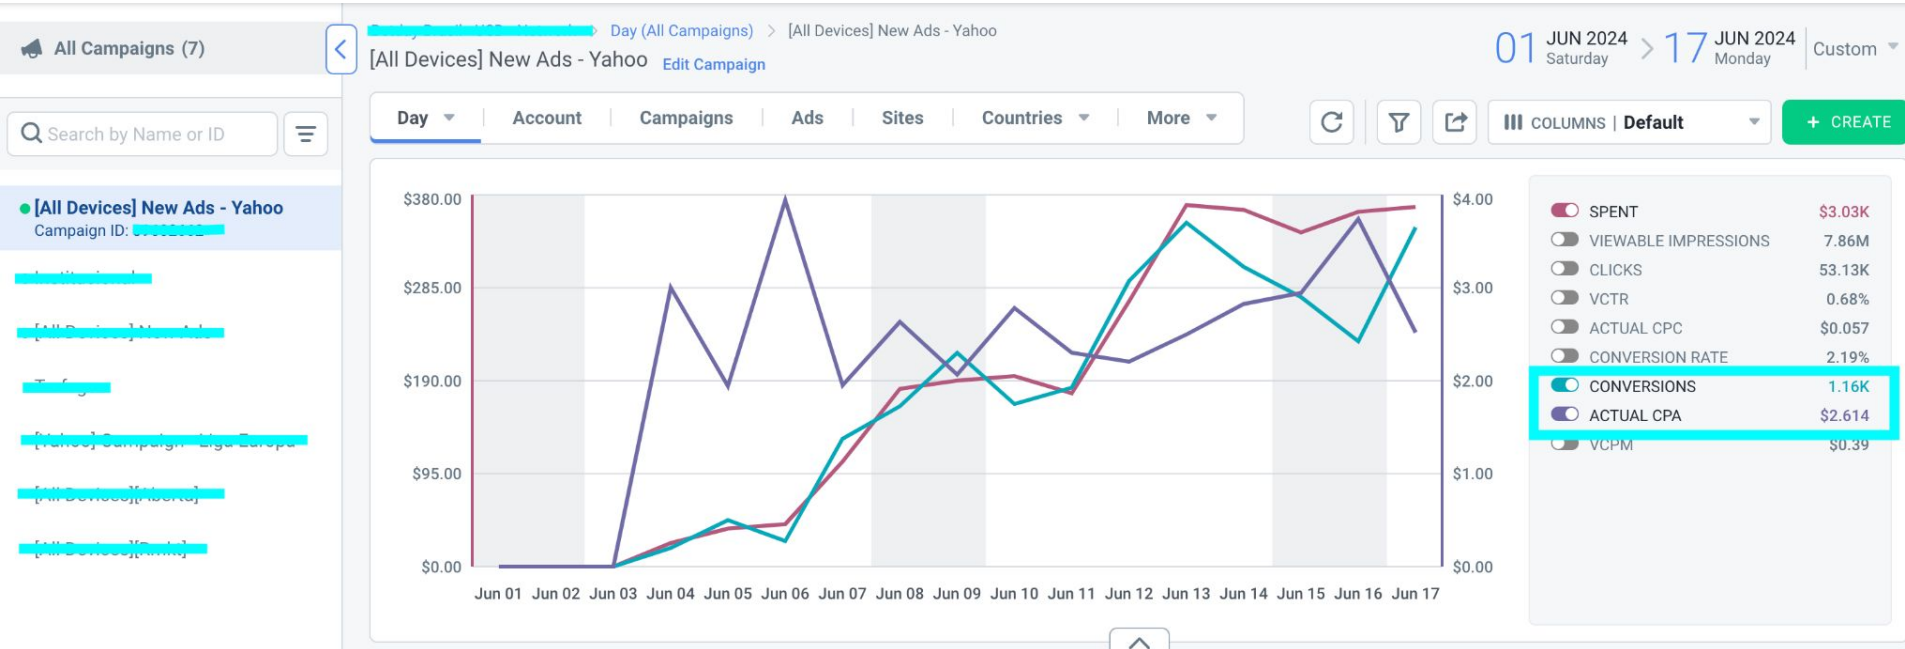 All Campaigns (7)
Day (All Campaigns) > [All Devices] New Ads - Yahoo
[All Devices] New Ads - Yahoo Edit Campaign
01 JUN 2024 Saturday > 17 JUN 2024 Monday Custom
Search by Name or ID
Day Account Campaigns Ads Sites Countries More
COLUMNS | Default
+ CREATE
[All Devices] New Ads - Yahoo
Campaign ID:
$380.00
$285.00
$190.00
$95.00
$0.00
$4.00
$3.00
$2.00
$1.00
$0.00
Jun 01 Jun 02 Jun 03 Jun 04 Jun 05 Jun 06 Jun 07 Jun 08 Jun 09 Jun 10 Jun 11 Jun 12 Jun 13 Jun 14 Jun 15 Jun 16 Jun 17
SPENT $3.03K
VIEWABLE IMPRESSIONS 7.86M
CLICKS 53.13K
VCTR 0.68%
ACTUAL CPC $0.057
CONVERSION RATE 2.19%
CONVERSIONS 1.16K
ACTUAL CPA $2.614
VCPM $0.39